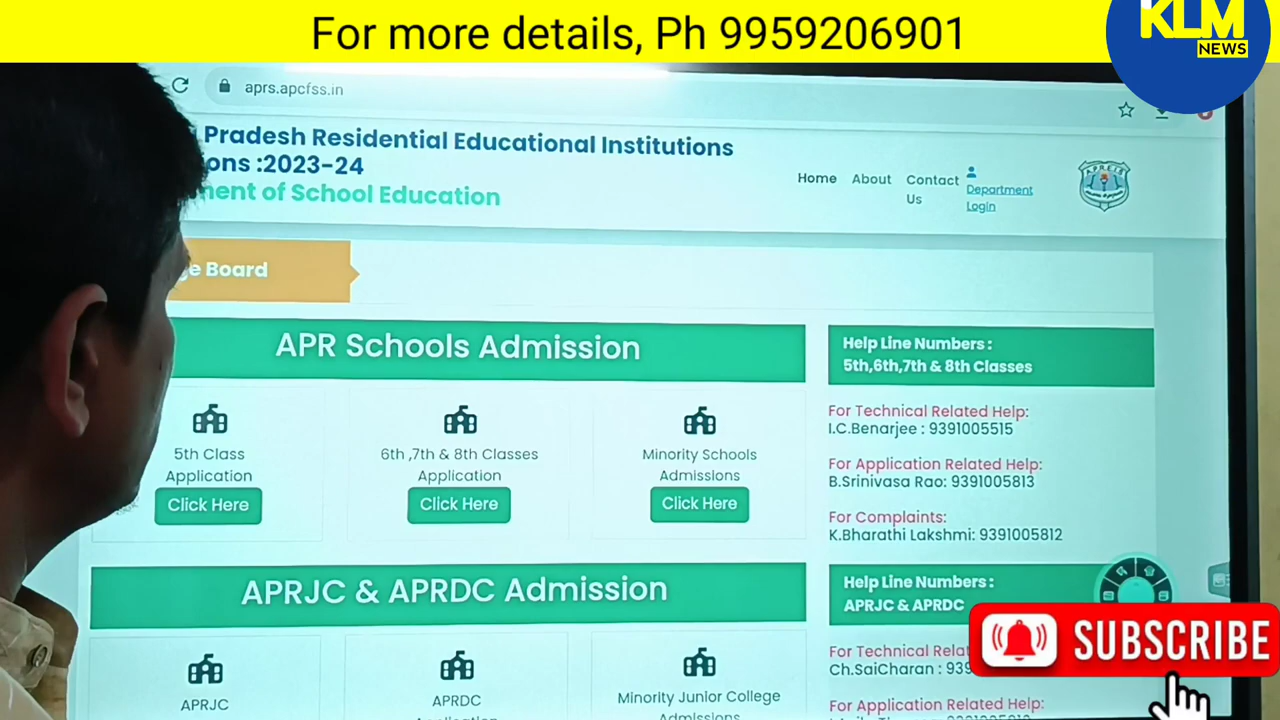 For more details, Ph 9959206901
KLM
NEWS
aprs.apcfss.in
Pradesh Residential Educational Institutions
ons :2023-24
ment of School Education
Home
About
Contact
Us
Department
Login
e Board
APR Schools Admission
5th Class
Application
Click Here
6th ,7th & 8th Classes
Application
Click Here
Minority Schools
Admissions
Click Here
Help Line Numbers :
5th,6th,7th & 8th Classes
For Technical Related Help:
I.C.Benarjee : 9391005515
For Application Related Help:
B.Srinivasa Rao: 9391005813
For Complaints:
K.Bharathi Lakshmi: 9391005812
APRJC & APRDC Admission
APRJC
APRDC
Minority Junior College
Admissions
Help Line Numbers :
APRJC & APRDC
For Technical Relat
Ch.SaiCharan : 939
For Application Related Help:
SUBSCRIBE